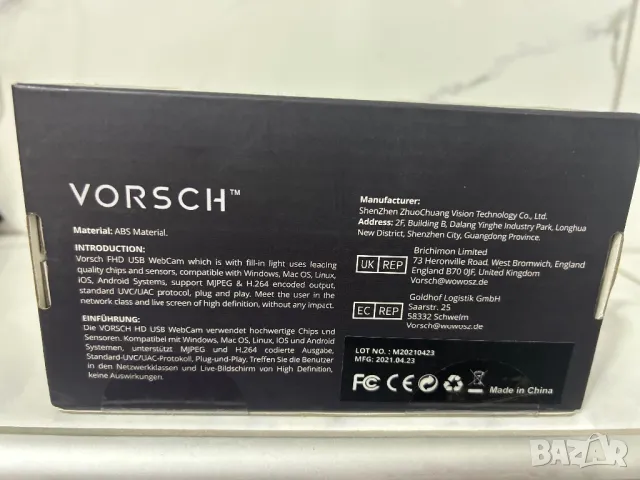 VORSCH™
Material: ABS Material.
INTRODUCTION:
Vorsch FHD USB WebCam which is with fill-in light uses leading
quality chips and sensors, compatible with Windows, Mac OS, Linux,
iOS, Android Systems, support MJPEG & H.264 encoded output,
standard UVC/UAC protocol, plug and play. Meet the user in the
network class and live screen of high definition, without any impact.
EINFÜHRUNG:
Die VORSCH HD USB WebCam verwendet hochwertige Chips und
Sensoren. Kompatibel mit Windows, Mac OS, Linux, iOS und Android
Systemen, unterstützt MJPEG und H.264 codierte Ausgabe,
Standard-UVC/UAC-Protokoll, Plug-and-Play. Treffen Sie die Benutzer
in den Netzwerklassen und Live-Bildschirm von High Definition,
keine Auswirkungen.
Manufacturer:
ShenZhen ZhuoChuang Vision Technology Co., Ltd.
Address: 2F, Building B, Dalang Yinghe Industry Park, Longhua
New District, Shenzhen City, Guangdong Province.
UK REP
Brichimon Limited
73 Heronville Road, West Bromwich, England
England B70 0JF, United Kingdom
Vorsch@wowosz.de
EC REP
Goldhof Logistik GmbH
Saarstr. 25
58332 Schwelm
Vorsch@wowosz.de
LOT NO.: M20210423
MFG: 2021.04.23
FC CE
Made in China
BAZAR